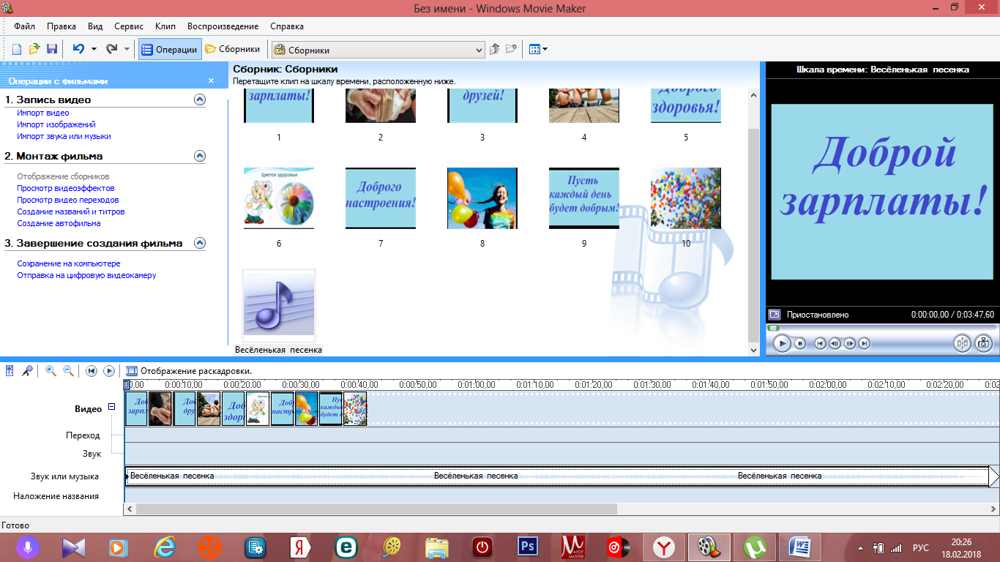 Без имени - Windows Movie Maker
Файл Правка Вид Сервис Клип Воспроизведение Справка
Операции Сборники Сборники
Операции с фильмами
1. Запись видео
Импорт видео
Импорт изображений
Импорт звука или музыки
2. Монтаж фильма
Отображение сборников
Просмотр видеоэффектов
Просмотр видео переходов
Создание названий и титров
Создание автофильма
3. Завершение создания фильма
Сохранение на компьютере
Отправка на цифровую видеокамеру
Сборник: Сборники
Перетащите клип на шкалу времени, расположенную ниже.
зарплаты!
друзей!
Доброго
здоровья!
1 2 3 4 5
Цветок здоровья
Доброго
настроения!
Пусть
каждый день
будет добрым!
6 7 8 9 10
Весёленькая песенка
Шкала времени: Весёленькая песенка
Доброй
зарплаты!
Приостановлено 0:00:00,00 / 0:03:47,60
Отображение раскадровки.
00,00 0:00:10,00 0:00:20,00 0:00:30,00 0:00:40,00 0:00:50,00 0:01:00,00 0:01:10,00 0:01:20,00 0:01:30,00 0:01:40,00 0:01:50,00 0:02:00,00 0:02:10,00 0:02:20,00 0:02
Видео
Переход
Звук
Звук или музыка
Весёленькая песенка Весёленькая песенка Весёленькая песенка
Наложение названия
Готово
Ps
PDF
MASTER
РУС
20:26
18.02.2018